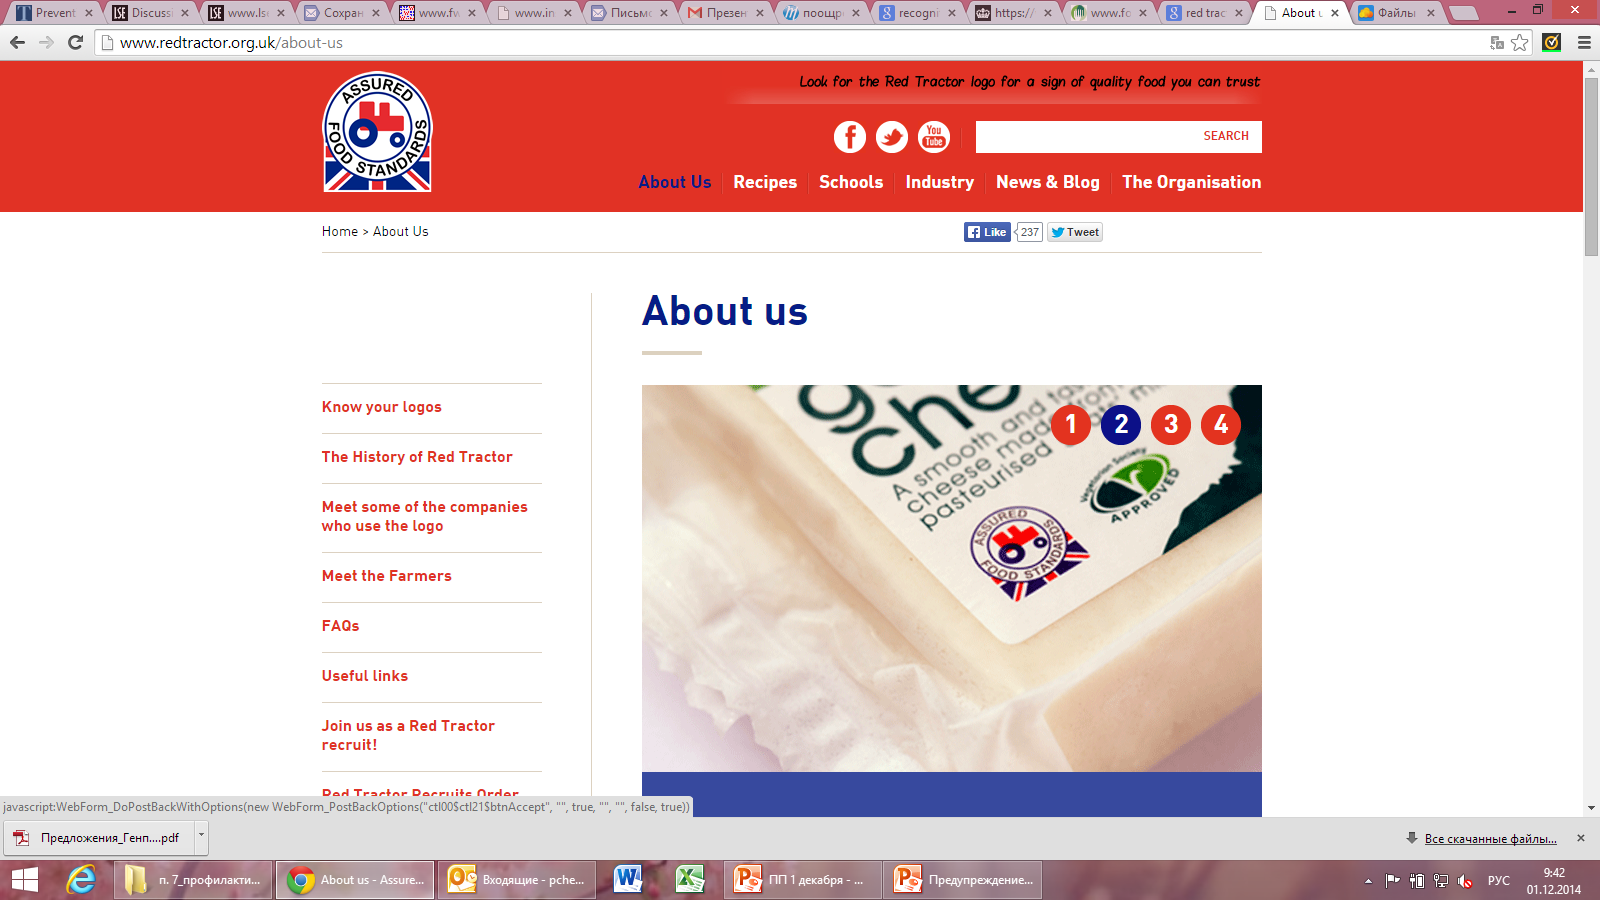 Prevent
Discuss
www.lse
Сохран
www.fw
www.in
Письмо
Презен
поощр
recogni
https://
www.fo
red trac
About u
Файлы
www.redtractor.org.uk/about-us
ASSURED
FOOD STANDARDS
Look for the Red Tractor logo for a sign of quality food you can trust
You
Tube
SEARCH
About Us
Recipes
Schools
Industry
News & Blog
The Organisation
Home > About Us
Like
237
Tweet
About us
Know your logos
The History of Red Tractor
Meet some of the companies
who use the logo
Meet the Farmers
FAQs
Useful links
Join us as a Red Tractor
recruit!
Red Tractor Recruits Order
1
2
3
4
che
A smooth and
cheese made
pasteurised
Vegetarian Society
APPROVED
ASSURED
FOOD STANDARDS
javascript:WebForm_DoPostBackWithOptions(new WebForm_PostBackOptions("ctl00$ctl21$btnAccept", "", true, "", "", false, true))
Предложения_Генп....pdf
Все скачанные файлы...
п. 7_профилакти...
About us - Assure...
Входящие - pche...
ПП 1 декабря - ...
Предупреждение...
РУС
9:42
01.12.2014